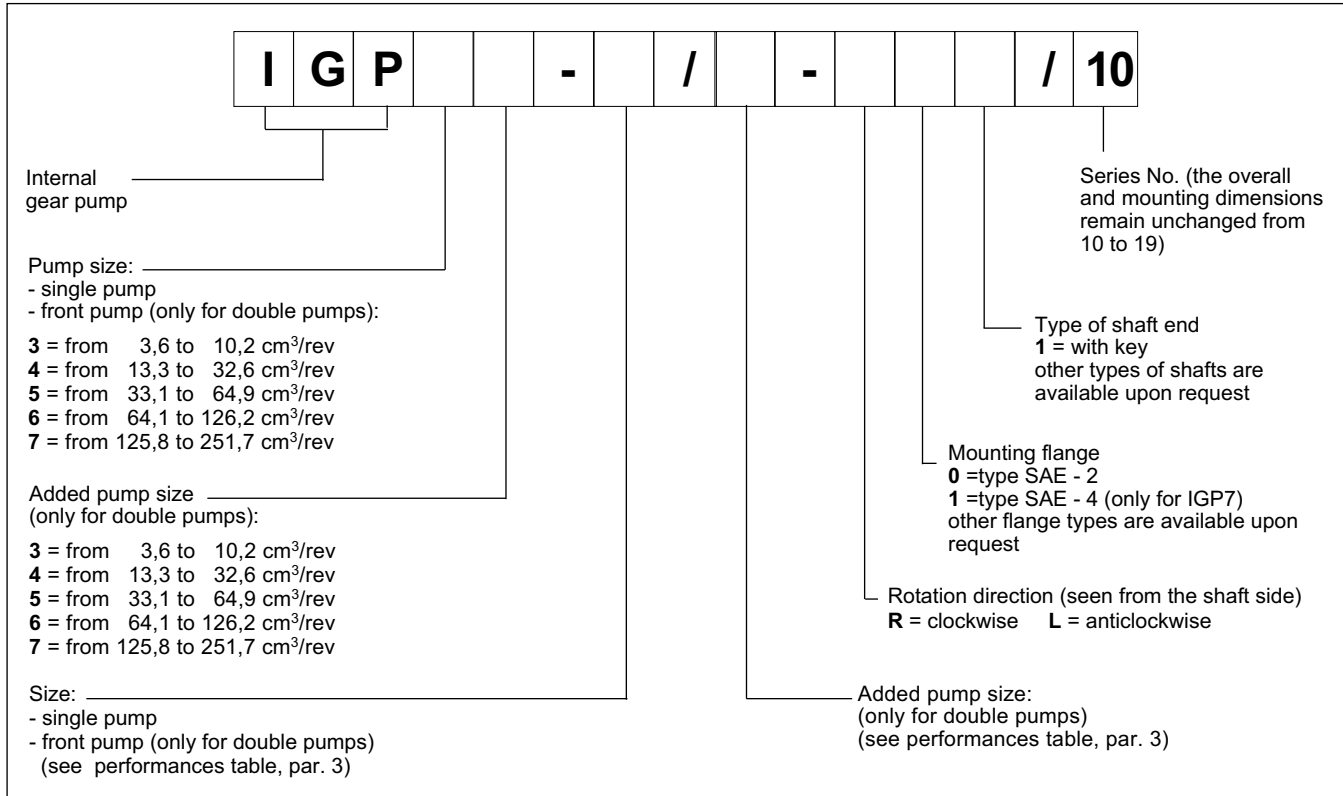 I G P - / - / 10
Internal
gear pump
Series No. (the overall
and mounting dimensions
remain unchanged from
10 to 19)
Pump size:
- single pump
- front pump (only for double pumps):
3 = from 3,6 to 10,2 cm³/rev
4 = from 13,3 to 32,6 cm³/rev
5 = from 33,1 to 64,9 cm³/rev
6 = from 64,1 to 126,2 cm³/rev
7 = from 125,8 to 251,7 cm³/rev
Type of shaft end
1 = with key
other types of shafts are
available upon request
Added pump size
(only for double pumps):
3 = from 3,6 to 10,2 cm³/rev
4 = from 13,3 to 32,6 cm³/rev
5 = from 33,1 to 64,9 cm³/rev
6 = from 64,1 to 126,2 cm³/rev
7 = from 125,8 to 251,7 cm³/rev
Mounting flange
0 =type SAE - 2
1 =type SAE - 4 (only for IGP7)
other flange types are available upon
request
Rotation direction (seen from the shaft side)
R = clockwise L = anticlockwise
Size:
- single pump
- front pump (only for double pumps)
(see performances table, par. 3)
Added pump size:
(only for double pumps)
(see performances table, par. 3)